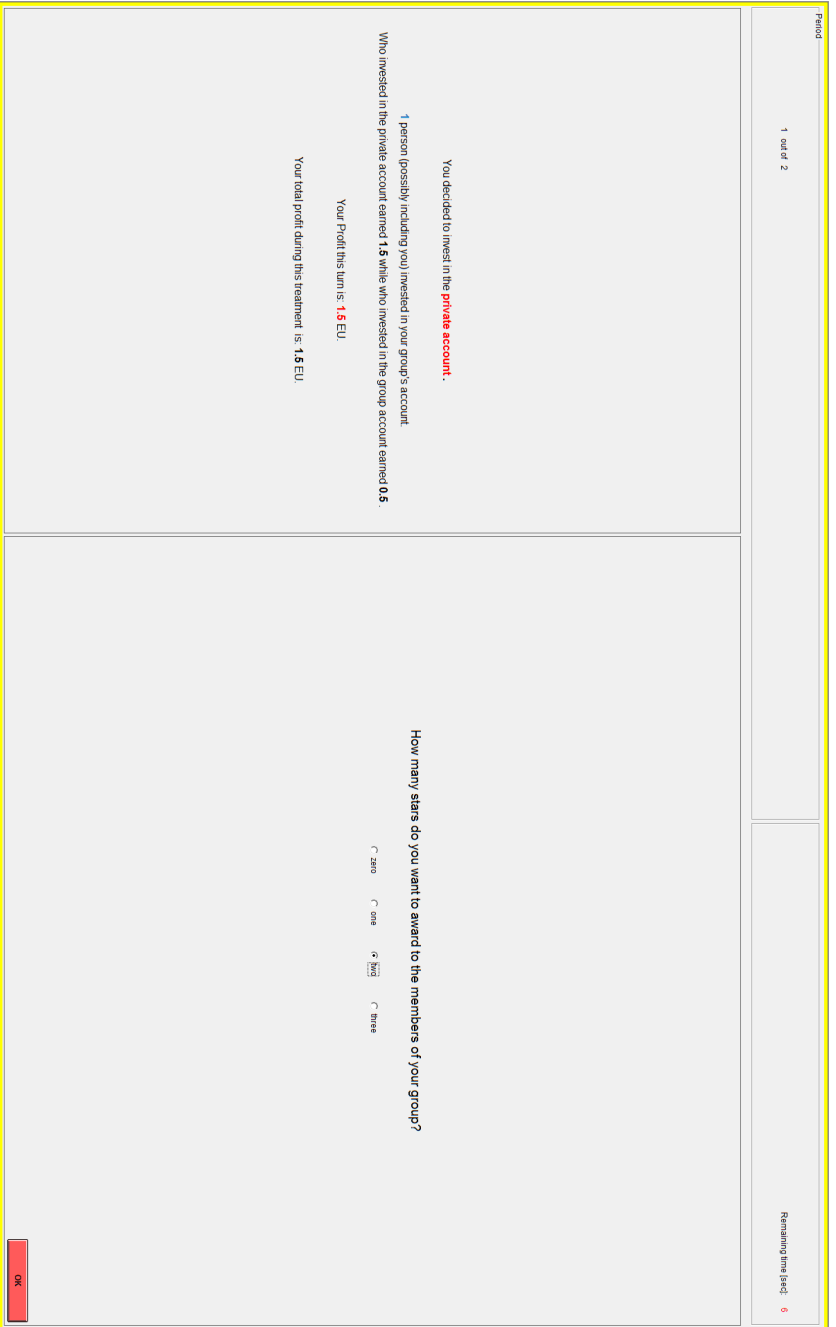 Period
1 out of 2
Remaining time [sec]: 6
You decided to invest in the private account .
1 person (possibly including you) invested in your group's account.
Who invested in the private account earned 1.5 while who invested in the group account earned 0.5 .
Your Profit this turn is: 1.5 EU.
Your total profit during this treatment is: 1.5 EU.
How many stars do you want to award to the members of your group?
zero one two three
OK